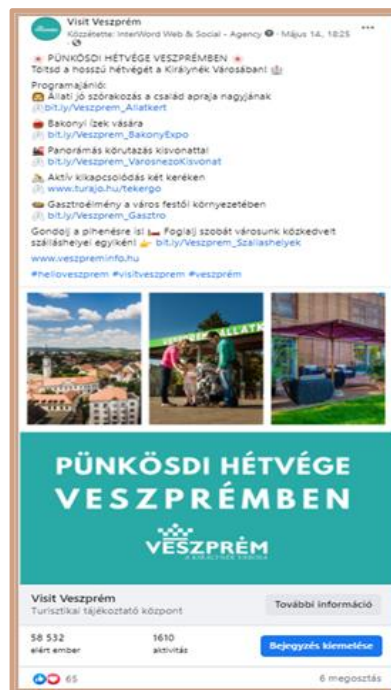 Visit Veszprém
Közzétette: InterWord Web & Social - Agency · Május 14., 18:25
PÜNKÖSDI HÉTVÉGE VESZPRÉMBEN
Töltsd a hosszú hétvégét a Királynék Városában!
Programajánló:
Állati jó szórakozás a család apraja nagyjának
bit.ly/Veszprem_Allatkert
Bakonyi ízek vására
bit.ly/Veszprem_BakonyExpo
Panorámás körutazás kisvonattal
bit.ly/Veszprem_VarosnezoKisvonat
Aktív kikapcsolódás két keréken
www.turajo.hu/tekergo
Gasztroélmény a város festői környezetében
bit.ly/Veszprem_Gasztro
Gondolj a pihenésre is! Foglalj szobát városunk közkedvelt
szálláshelyei egyikén! bit.ly/Veszprem_Szallashelyek
www.veszpreminfo.hu
#helloveszprem #visitveszprem #veszprém
VESZPRÉM ÁLLATK
PÜNKÖSDI HÉTVÉGE
VESZPRÉMBEN
VESZPRÉM
A KIRÁLYNÉK VÁROSA
Visit Veszprém
Turisztikai tájékoztató központ
További információ
58 532
elért ember
1610
aktivitás
Bejegyzés kiemelése
65
6 megosztás